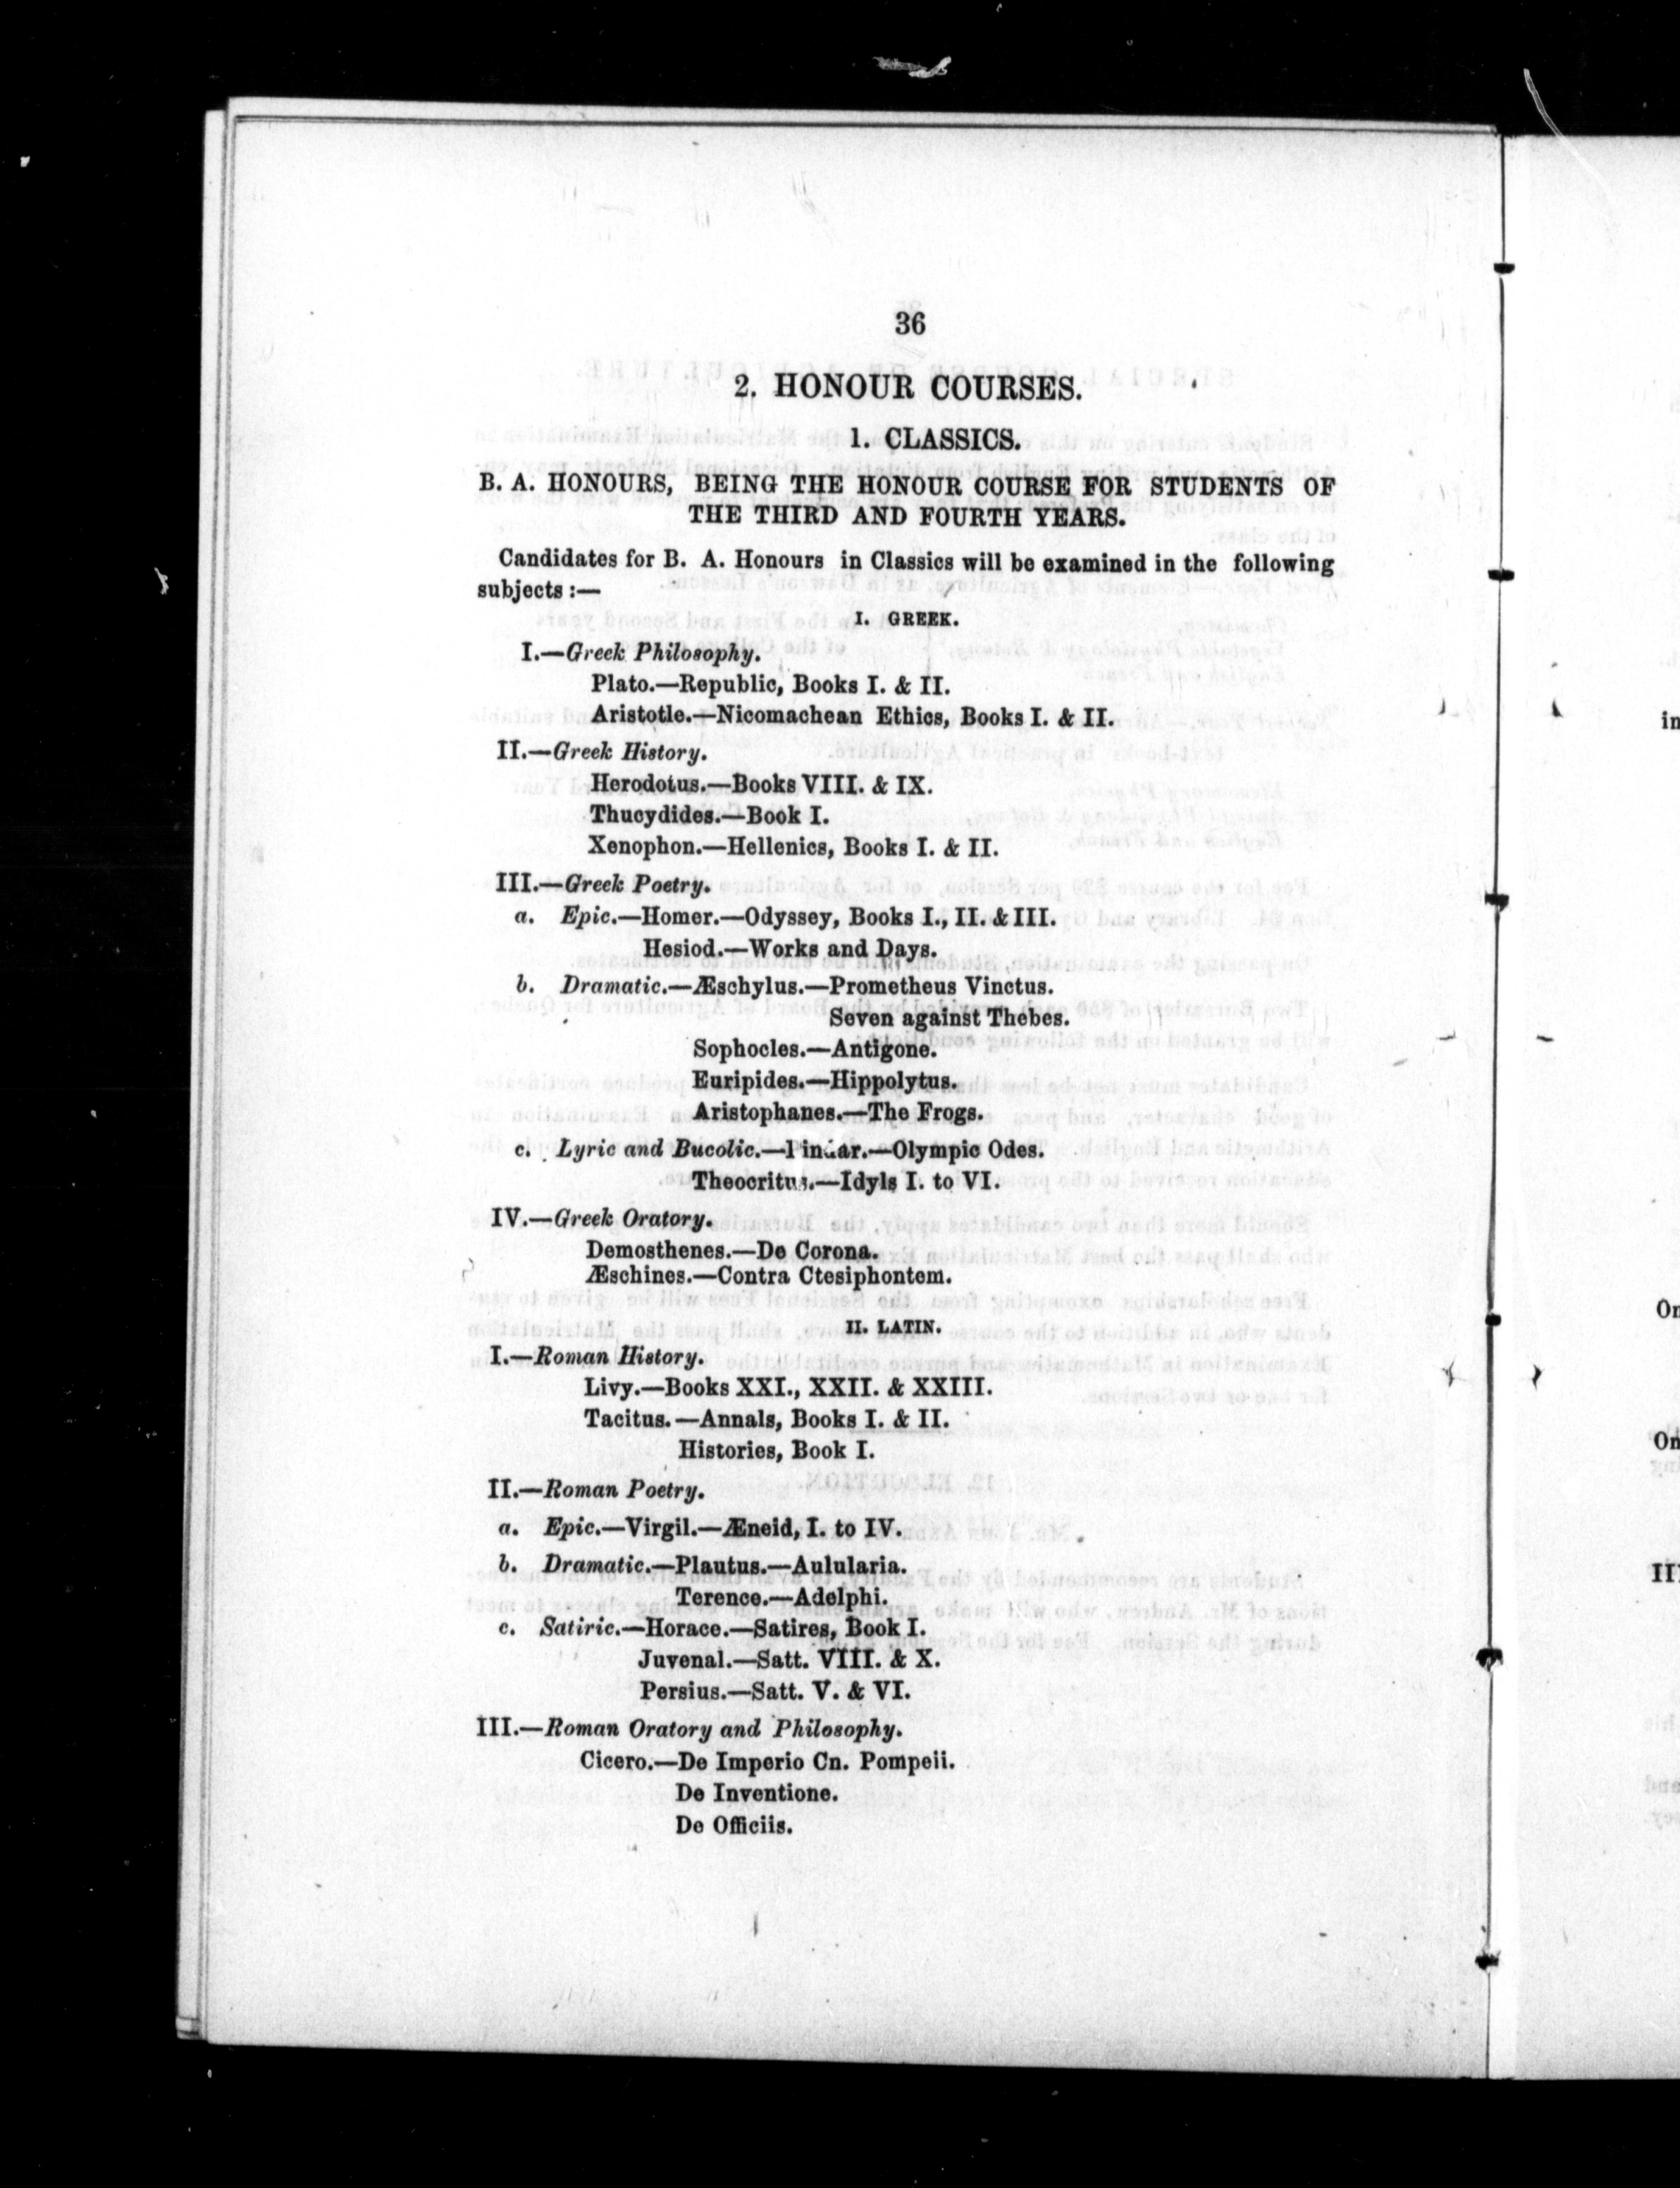 36
2. HONOUR COURSES.
1. CLASSICS.
B. A. HONOURS, BEING THE HONOUR COURSE FOR STUDENTS OF
THE THIRD AND FOURTH YEARS.
Candidates for B. A. Honours in Classics will be examined in the following
subjects :—
I. GREEK.
I.—Greek Philosophy.
Plato.—Republic, Books I. & II.
Aristotle.—Nicomachean Ethics, Books I. & II.
II.—Greek History.
Herodotus.—Books VIII. & IX.
Thucydides.—Book I.
Xenophon.—Hellenics, Books I. & II.
III.—Greek Poetry.
a. Epic.—Homer.—Odyssey, Books I., II. & III.
Hesiod.—Works and Days.
b. Dramatic.—Æschylus.—Prometheus Vinctus.
Seven against Thebes.
Sophocles.—Antigone.
Euripides.—Hippolytus.
Aristophanes.—The Frogs.
c. Lyric and Bucolic.—Pindar.—Olympic Odes.
Theocritus.—Idyls I. to VI.
IV.—Greek Oratory.
Demosthenes.—De Corona.
Æschines.—Contra Ctesiphontem.
II. LATIN.
I.—Roman History.
Livy.—Books XXI., XXII. & XXIII.
Tacitus.—Annals, Books I. & II.
Histories, Book I.
II.—Roman Poetry.
a. Epic.—Virgil.—Æneid, I. to IV.
b. Dramatic.—Plautus.—Aulularia.
Terence.—Adelphi.
c. Satiric.—Horace.—Satires, Book I.
Juvenal.—Satt. VIII. & X.
Persius.—Satt. V. & VI.
III.—Roman Oratory and Philosophy.
Cicero.—De Imperio Cn. Pompeii.
De Inventione.
De Officiis.